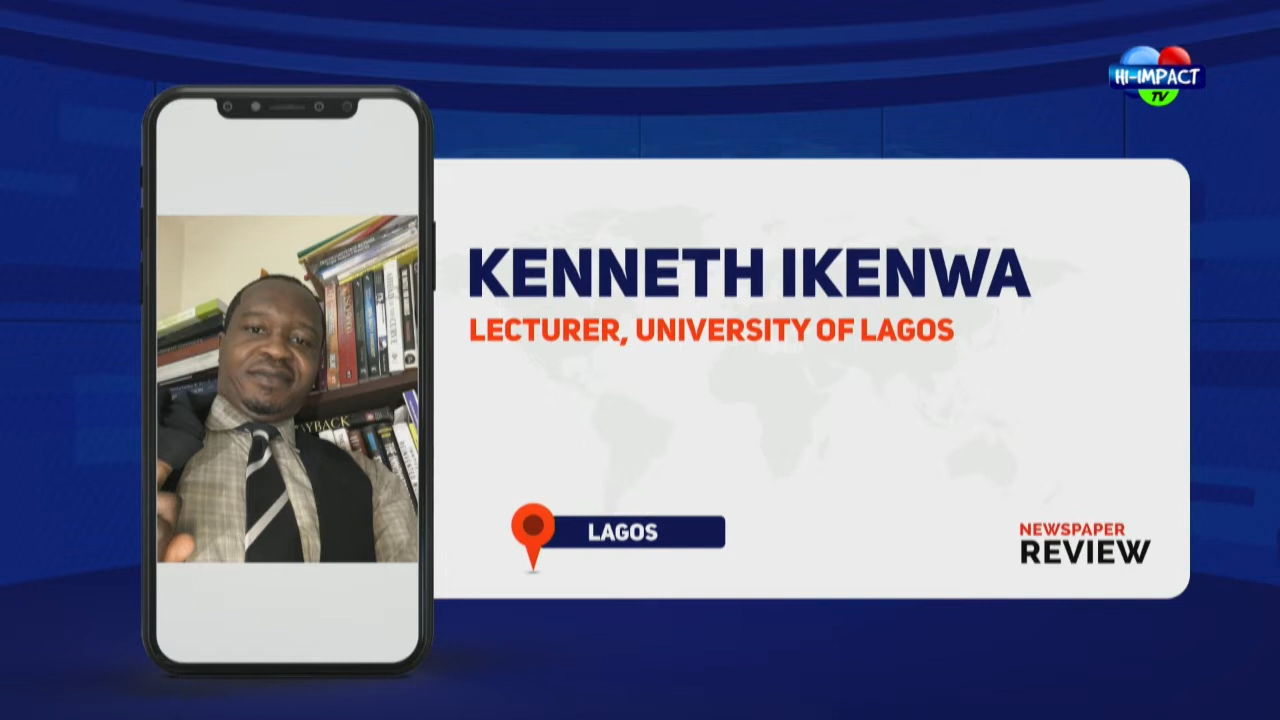 HI-IMPACT
TV
KENNETH IKENWA
LECTURER, UNIVERSITY OF LAGOS
LAGOS
NEWSPAPER
REVIEW